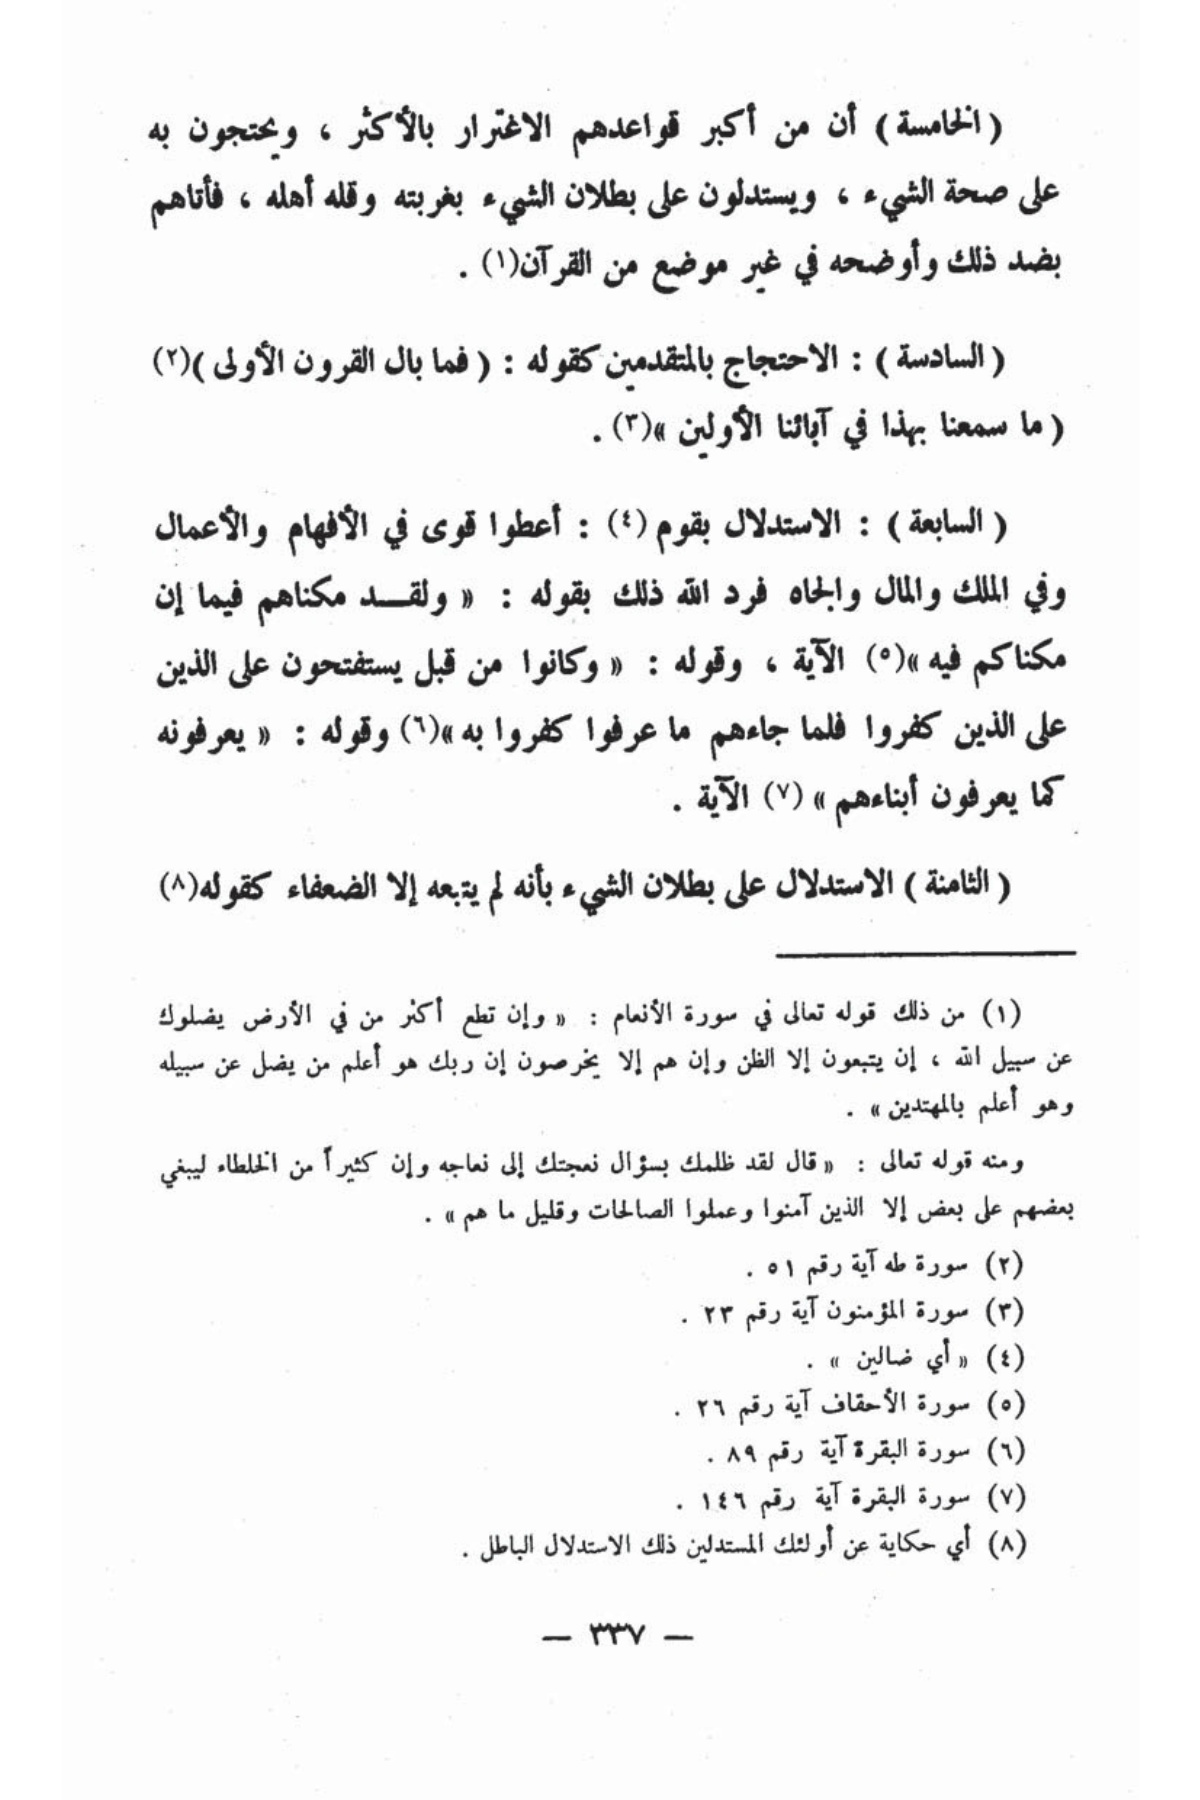 ( الخامسة ) أن من أكبر قواعدهم الاغترار بالأكثر ، ويحتجون به
على صحة الشيء ، ويستدلون على بطلان الشيء بغربته وقله أهله ، فأتاهم
بضد ذلك وأوضحه في غير موضع من القرآن(١) .
( السادسة ) : الاحتجاج بالمتقدمين كقوله : ( فما بال القرون الأولى )(٢)
( ما سمعنا بهذا في آبائنا الأولين »(٣) .
( السابعة ) : الاستدلال بقوم (٤) : أعطوا قوى في الأفهام والأعمال
وفي الملك والمال والجاه فرد الله ذلك بقوله : « ولقـــد مكناهم فيما إن
مكناكم فيه »(٥) الآية ، وقوله : « وكانوا من قبل يستفتحون على الذين
على الذين كفروا فلما جاءهم ما عرفوا كفروا به »(٦) وقوله : « يعرفونه
كما يعرفون أبناءهم » (٧) الآية .
( الثامنة ) الاستدلال على بطلان الشيء بأنه لم يتبعه إلا الضعفاء كقوله(٨)
(١) من ذلك قوله تعالى في سورة الأنعام : « وإن تطع أكثر من في الأرض يضلوك
عن سبيل الله ، إن يتبعون إلا الظن وإن هم إلا يخرصون إن ربك هو أعلم من يضل عن سبيله
وهو أعلم بالمهتدين » .
ومنه قوله تعالى : « قال لقد ظلمك بسؤال نعجتك إلى نعاجه وإن كثيراً من الخلطاء ليبغي
بعضهم على بعض إلا الذين آمنوا وعملوا الصالحات وقليل ما هم » .
(٢) سورة طه آية رقم ٥١ .
(٣) سورة المؤمنون آية رقم ٢٣ .
(٤) « أي ضالين » .
(٥) سورة الأحقاف آية رقم ٢٦ .
(٦) سورة البقرة آية رقم ٨٩ .
(٧) سورة البقرة آية رقم ١٤٦ .
(٨) أي حكاية عن أولئك المستدلين ذلك الاستدلال الباطل .
— ٣٣٧ —